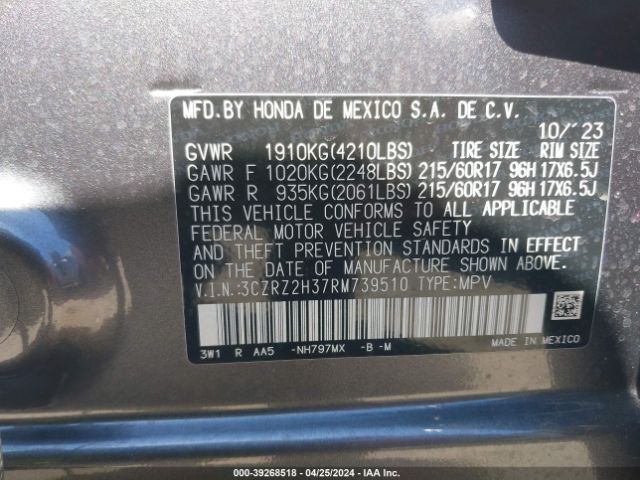 MFD. BY HONDA DE MEXICO S.A. DE C.V.
10/'23
GVWR 1910KG(4210LBS) TIRE SIZE RIM SIZE
GAWR F 1020KG(2248LBS) 215/60R17 96H 17X6.5J
GAWR R 935KG(2061LBS) 215/60R17 96H 17X6.5J
THIS VEHICLE CONFORMS TO ALL APPLICABLE
FEDERAL MOTOR VEHICLE SAFETY
AND THEFT PREVENTION STANDARDS IN EFFECT
ON THE DATE OF MANUFACTURE SHOWN ABOVE.
V.I.N.:3CZRZ2H37RM739510 TYPE:MPV
3W1 R AA5 -NH797MX -B -M
MADE IN MEXICO
000-39268518 / 04/25/2024 / IAA Inc.